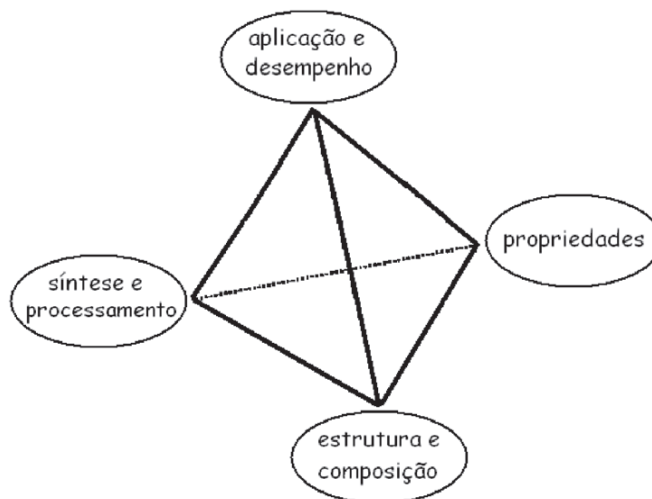 aplicação e
desempenho
propriedades
síntese e
processamento
estrutura e
composição